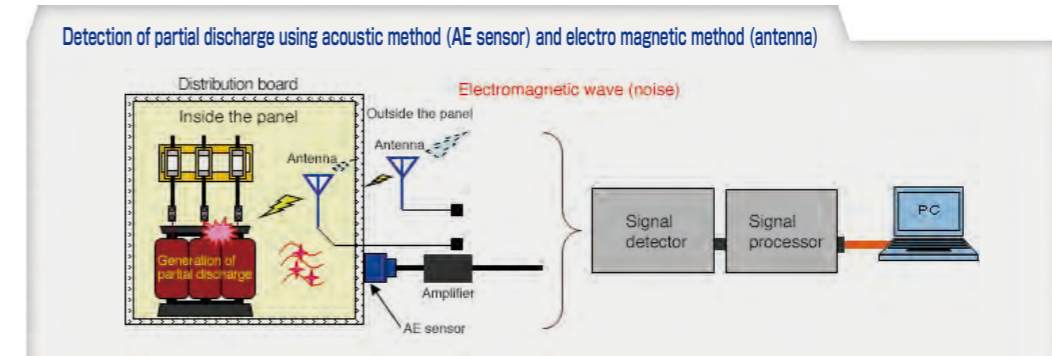 Detection of partial discharge using acoustic method (AE sensor) and electro magnetic method (antenna)
Distribution board
Electromagnetic wave (noise)
Inside the panel
Outside the panel
Antenna
Antenna
Generation of
partial discharge
Amplifier
AE sensor
Signal
detector
Signal
processor
PC